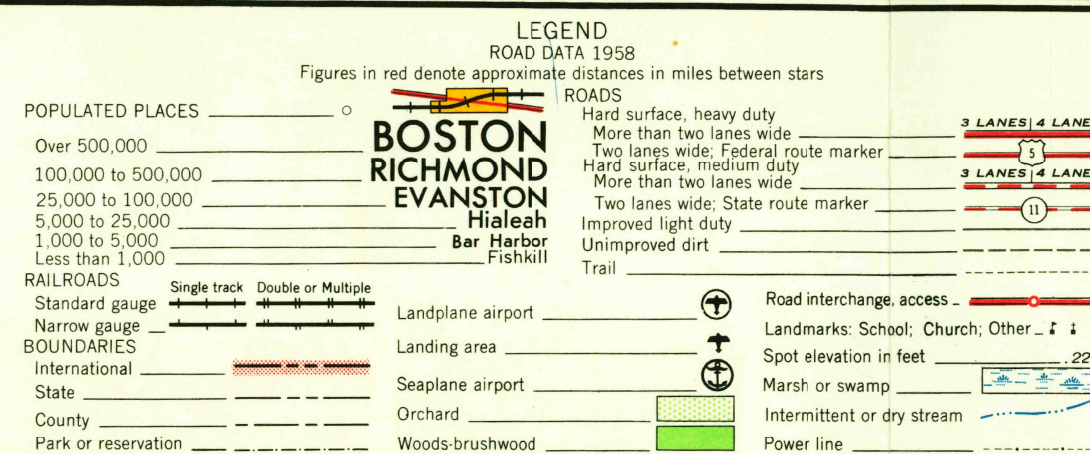 LEGEND
ROAD DATA 1958
Figures in red denote approximate distances in miles between stars
POPULATED PLACES
Over 500,000 BOSTON
100,000 to 500,000 RICHMOND
25,000 to 100,000 EVANSTON
5,000 to 25,000 Hialeah
1,000 to 5,000 Bar Harbor
Less than 1,000 Fishkill
RAILROADS
Single track Double or Multiple
Standard gauge
Narrow gauge
BOUNDARIES
International
State
County
Park or reservation
Landplane airport
Landing area
Seaplane airport
Orchard
Woods-brushwood
ROADS
Hard surface, heavy duty
3 LANES|4 LANE
More than two lanes wide
Two lanes wide; Federal route marker 5
Hard surface, medium duty
3 LANES|4 LANE
More than two lanes wide
Two lanes wide; State route marker 11
Improved light duty
Unimproved dirt
Trail
Road interchange, access
Landmarks: School; Church; Other
Spot elevation in feet .22
Marsh or swamp
Intermittent or dry stream
Power line